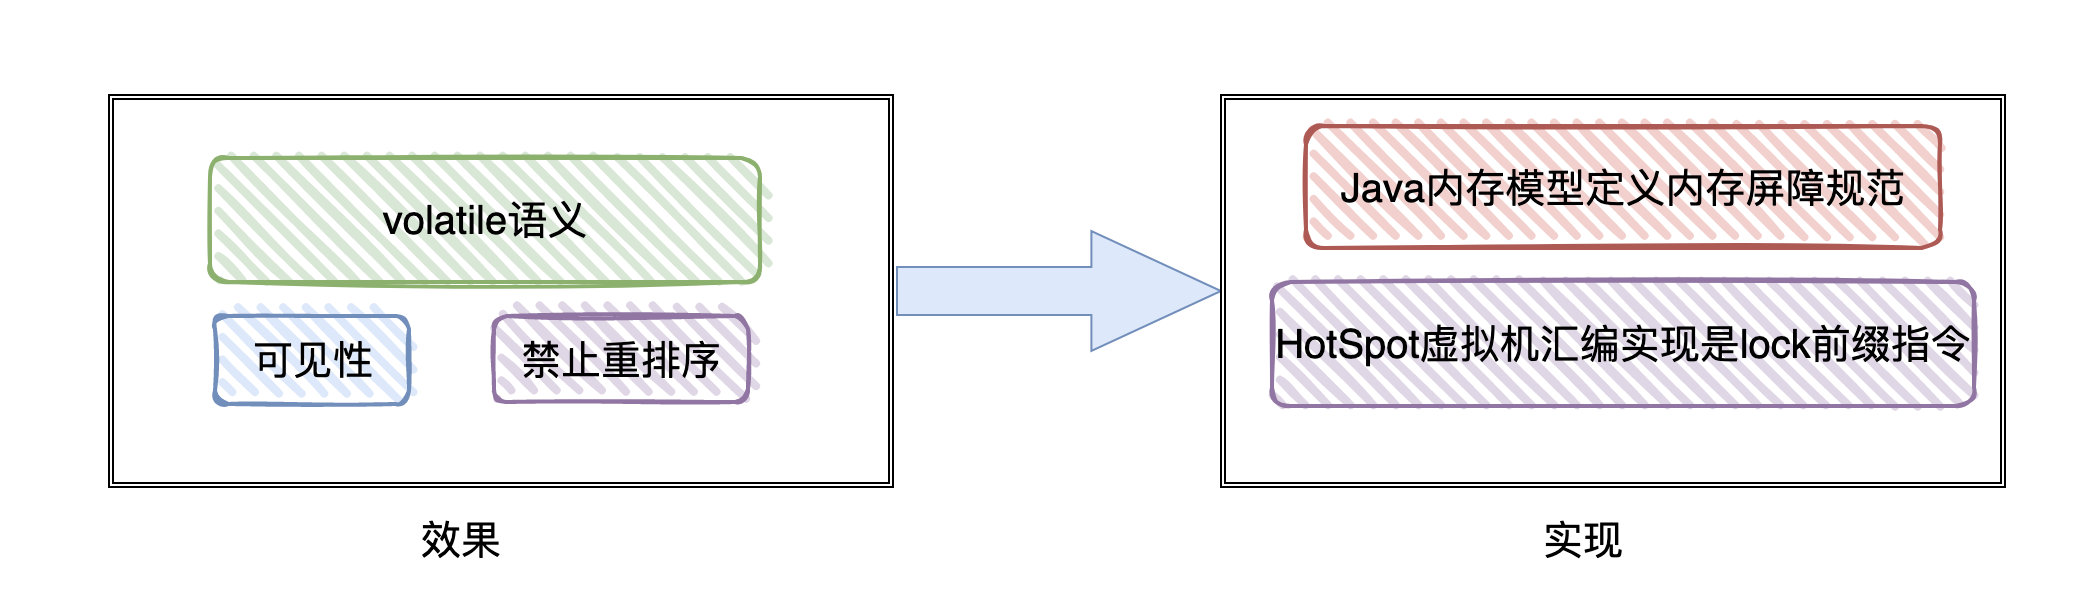 volatile语义
可见性
禁止重排序
效果
Java内存模型定义内存屏障规范
HotSpot虚拟机汇编实现是lock前缀指令
实现